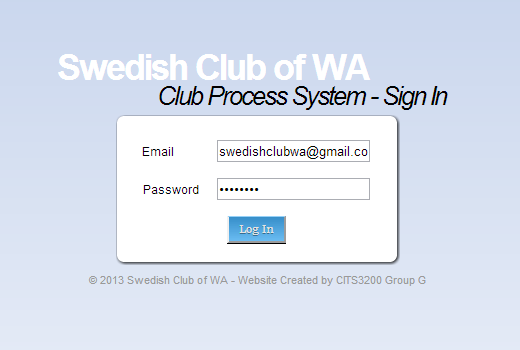 Swedish Club of WA
Club Process System - Sign In
Email swedishclubwa@gmail.co
Password ••••••••
Log In
© 2013 Swedish Club of WA - Website Created by CITS3200 Group G